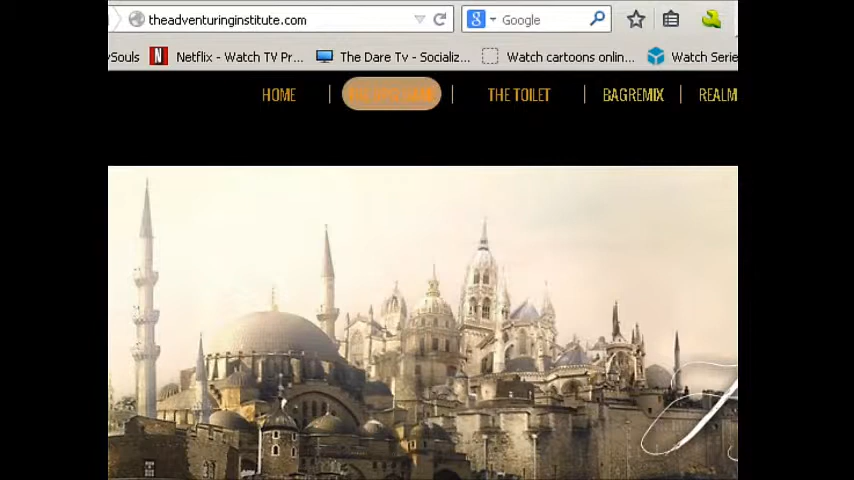 theadventuringinstitute.com
Google
Souls
Netflix - Watch TV Pr...
The Dare Tv - Socializ...
Watch cartoons onlin...
Watch Serie
HOME
THE TOILET
BAGREMIX
REALM